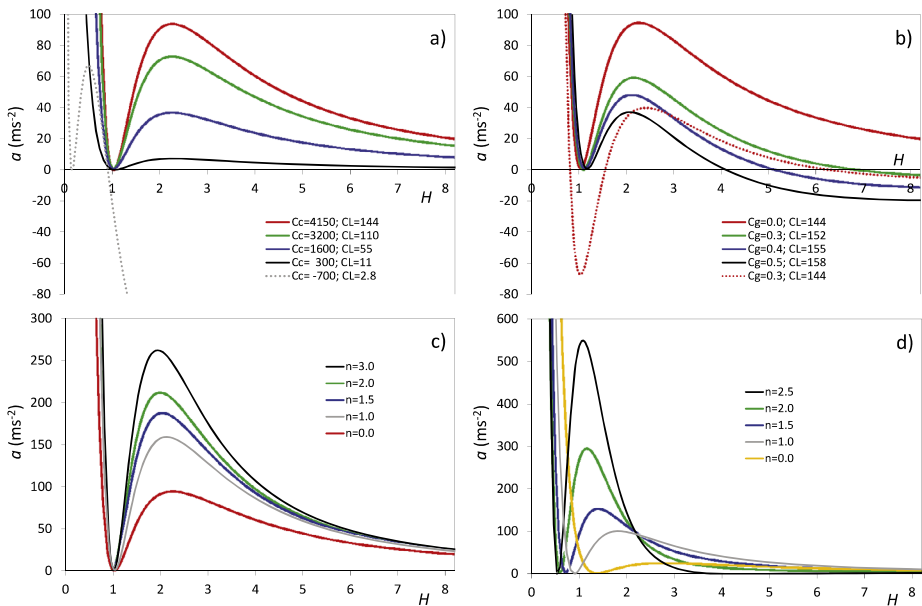 a)
a (ms-2)
100
80
60
40
20
0
-20
-40
-60
-80
0 1 2 3 4 5 6 7 8
H
Cc=4150; CL=144
Cc=3200; CL=110
Cc=1600; CL=55
Cc= 300; CL=11
Cc= -700; CL=2.8
b)
a (ms-2)
100
80
60
40
20
0
-20
-40
-60
-80
H
0 1 2 3 4 5 6 7 8
Cg=0.0; CL=144
Cg=0.3; CL=152
Cg=0.4; CL=155
Cg=0.5; CL=158
Cg=0.3; CL=144
c)
a (ms-2)
300
250
200
150
100
50
0
n=3.0
n=2.0
n=1.5
n=1.0
n=0.0
0 1 2 3 4 5 6 7 8
H
d)
a (ms-2)
600
500
400
300
200
100
0
n=2.5
n=2.0
n=1.5
n=1.0
n=0.0
0 1 2 3 4 5 6 7 8
H